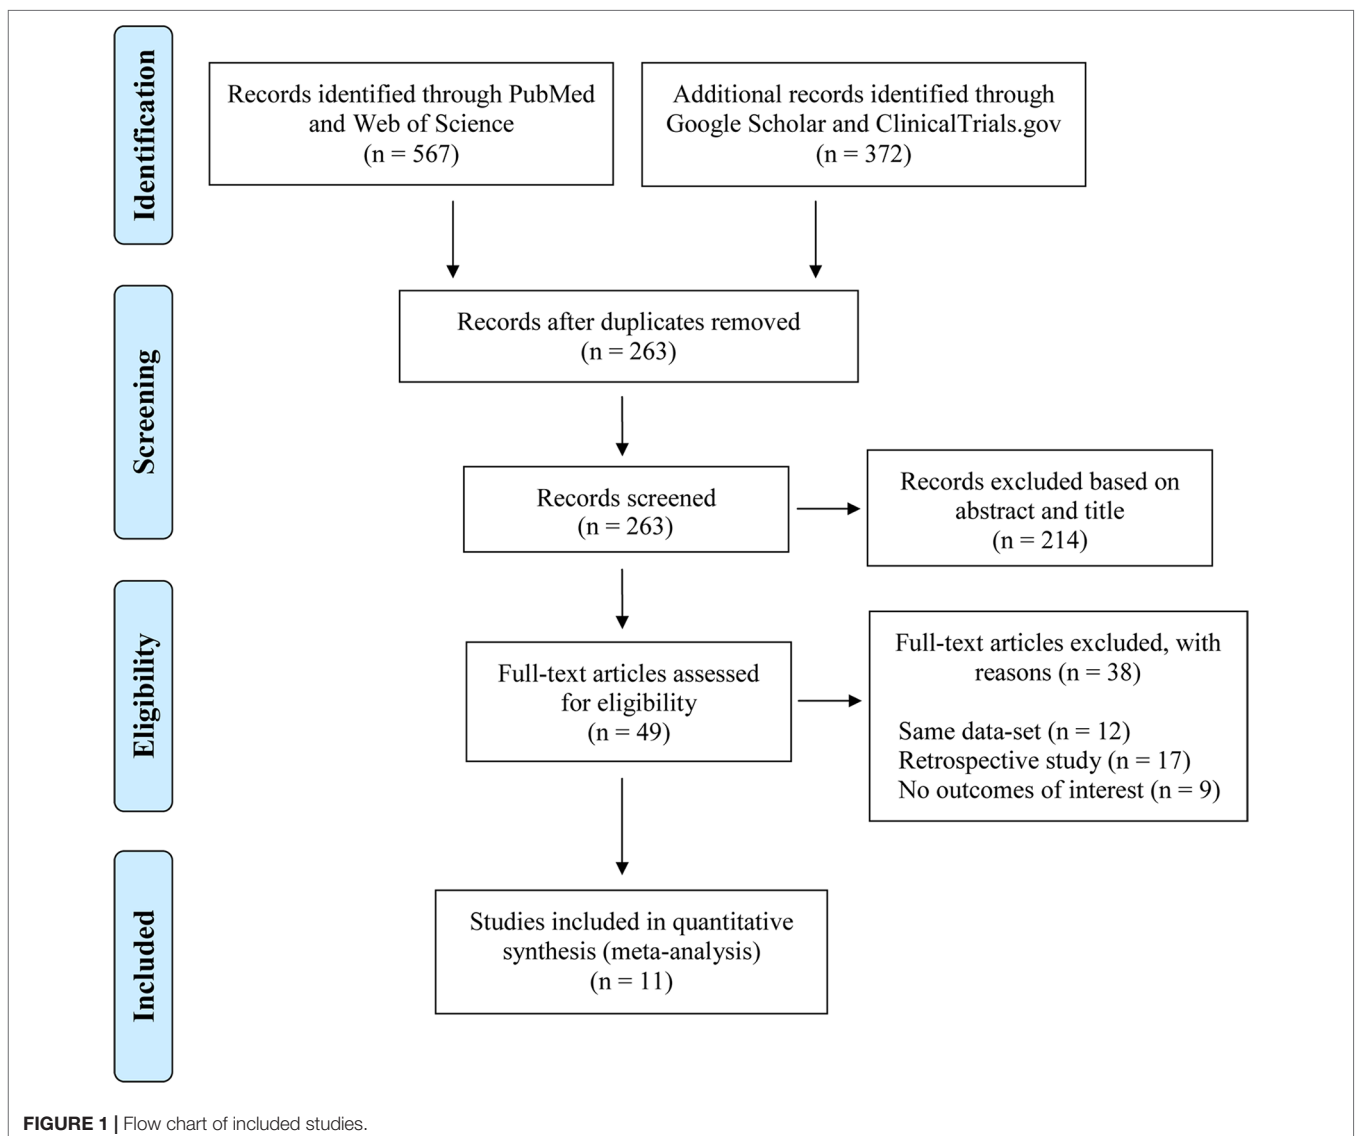 Identification
Records identified through PubMed
and Web of Science
(n = 567)
Additional records identified through
Google Scholar and ClinicalTrials.gov
(n = 372)
Screening
Records after duplicates removed
(n = 263)
Records screened
(n = 263)
Records excluded based on
abstract and title
(n = 214)
Eligibility
Full-text articles assessed
for eligibility
(n = 49)
Full-text articles excluded, with
reasons (n = 38)
Same data-set (n = 12)
Retrospective study (n = 17)
No outcomes of interest (n = 9)
Included
Studies included in quantitative
synthesis (meta-analysis)
(n = 11)
FIGURE 1 | Flow chart of included studies.